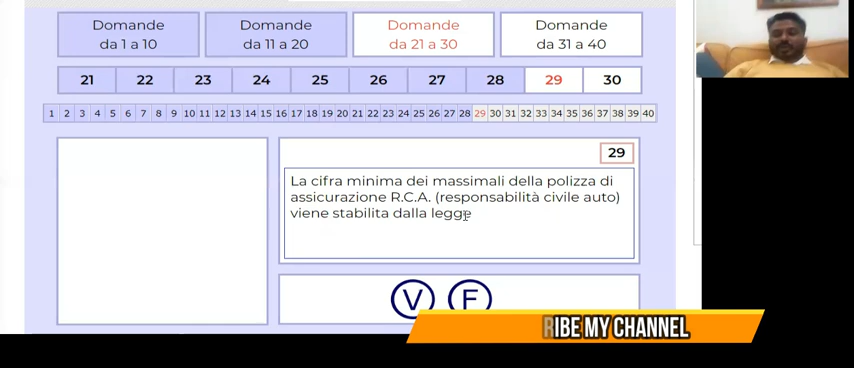 Domande
da 1 a 10
Domande
da 11 a 20
Domande
da 21 a 30
Domande
da 31 a 40
21 22 23 24 25 26 27 28 29 30
1 2 3 4 5 6 7 8 9 10 11 12 13 14 15 16 17 18 19 20 21 22 23 24 25 26 27 28 29 30 31 32 33 34 35 36 37 38 39 40
29
La cifra minima dei massimali della polizza di
assicurazione R.C.A. (responsabilità civile auto)
viene stabilita dalla legge
V F
RIBE MY CHANNEL